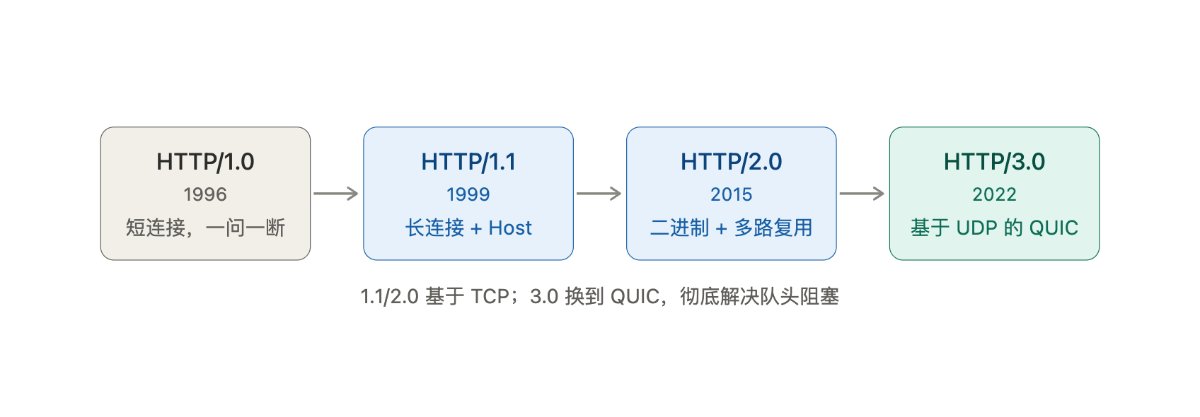 HTTP/1.0
1996
短连接，一问一断
HTTP/1.1
1999
长连接 + Host
HTTP/2.0
2015
二进制 + 多路复用
HTTP/3.0
2022
基于 UDP 的 QUIC
1.1/2.0 基于 TCP；3.0 换到 QUIC，彻底解决队头阻塞